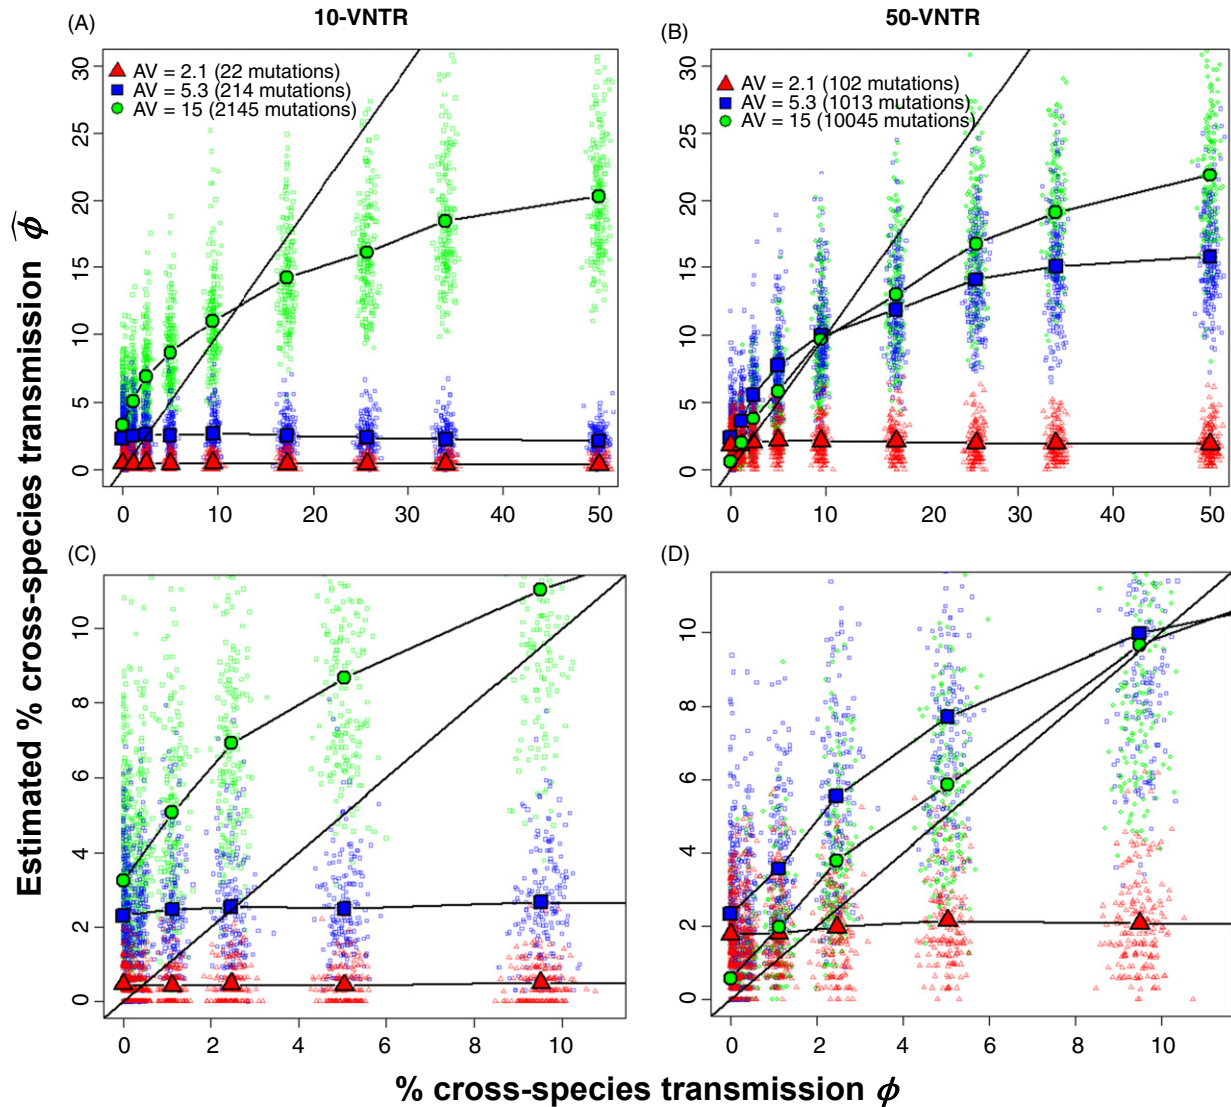 (A)
10-VNTR
(B)
50-VNTR
AV = 2.1 (22 mutations)
AV = 5.3 (214 mutations)
AV = 15 (2145 mutations)
AV = 2.1 (102 mutations)
AV = 5.3 (1013 mutations)
AV = 15 (10045 mutations)
30
25
20
15
10
5
0
0 10 20 30 40 50
30
25
20
15
10
5
0
0 10 20 30 40 50
(C)
(D)
10
8
6
4
2
0
0 2 4 6 8 10
10
8
6
4
2
0
0 2 4 6 8 10
Estimated % cross-species transmission ϕ̂
% cross-species transmission ϕ